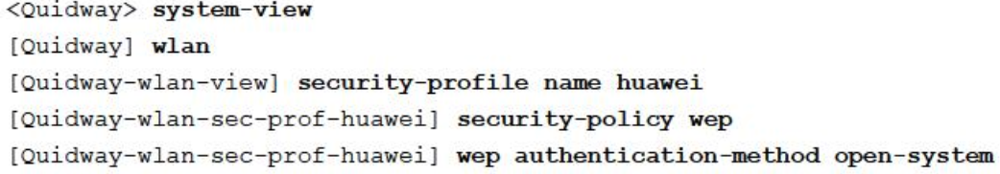 <Quidway> system-view
[Quidway] wlan
[Quidway-wlan-view] security-profile name huawei
[Quidway-wlan-sec-prof-huawei] security-policy wep
[Quidway-wlan-sec-prof-huawei] wep authentication-method open-system